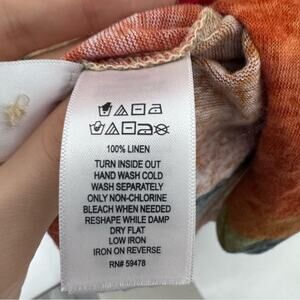 100% LINEN
TURN INSIDE OUT
HAND WASH COLD
WASH SEPARATELY
ONLY NON-CHLORINE
BLEACH WHEN NEEDED
RESHAPE WHILE DAMP
DRY FLAT
LOW IRON
IRON ON REVERSE
RN# 59478